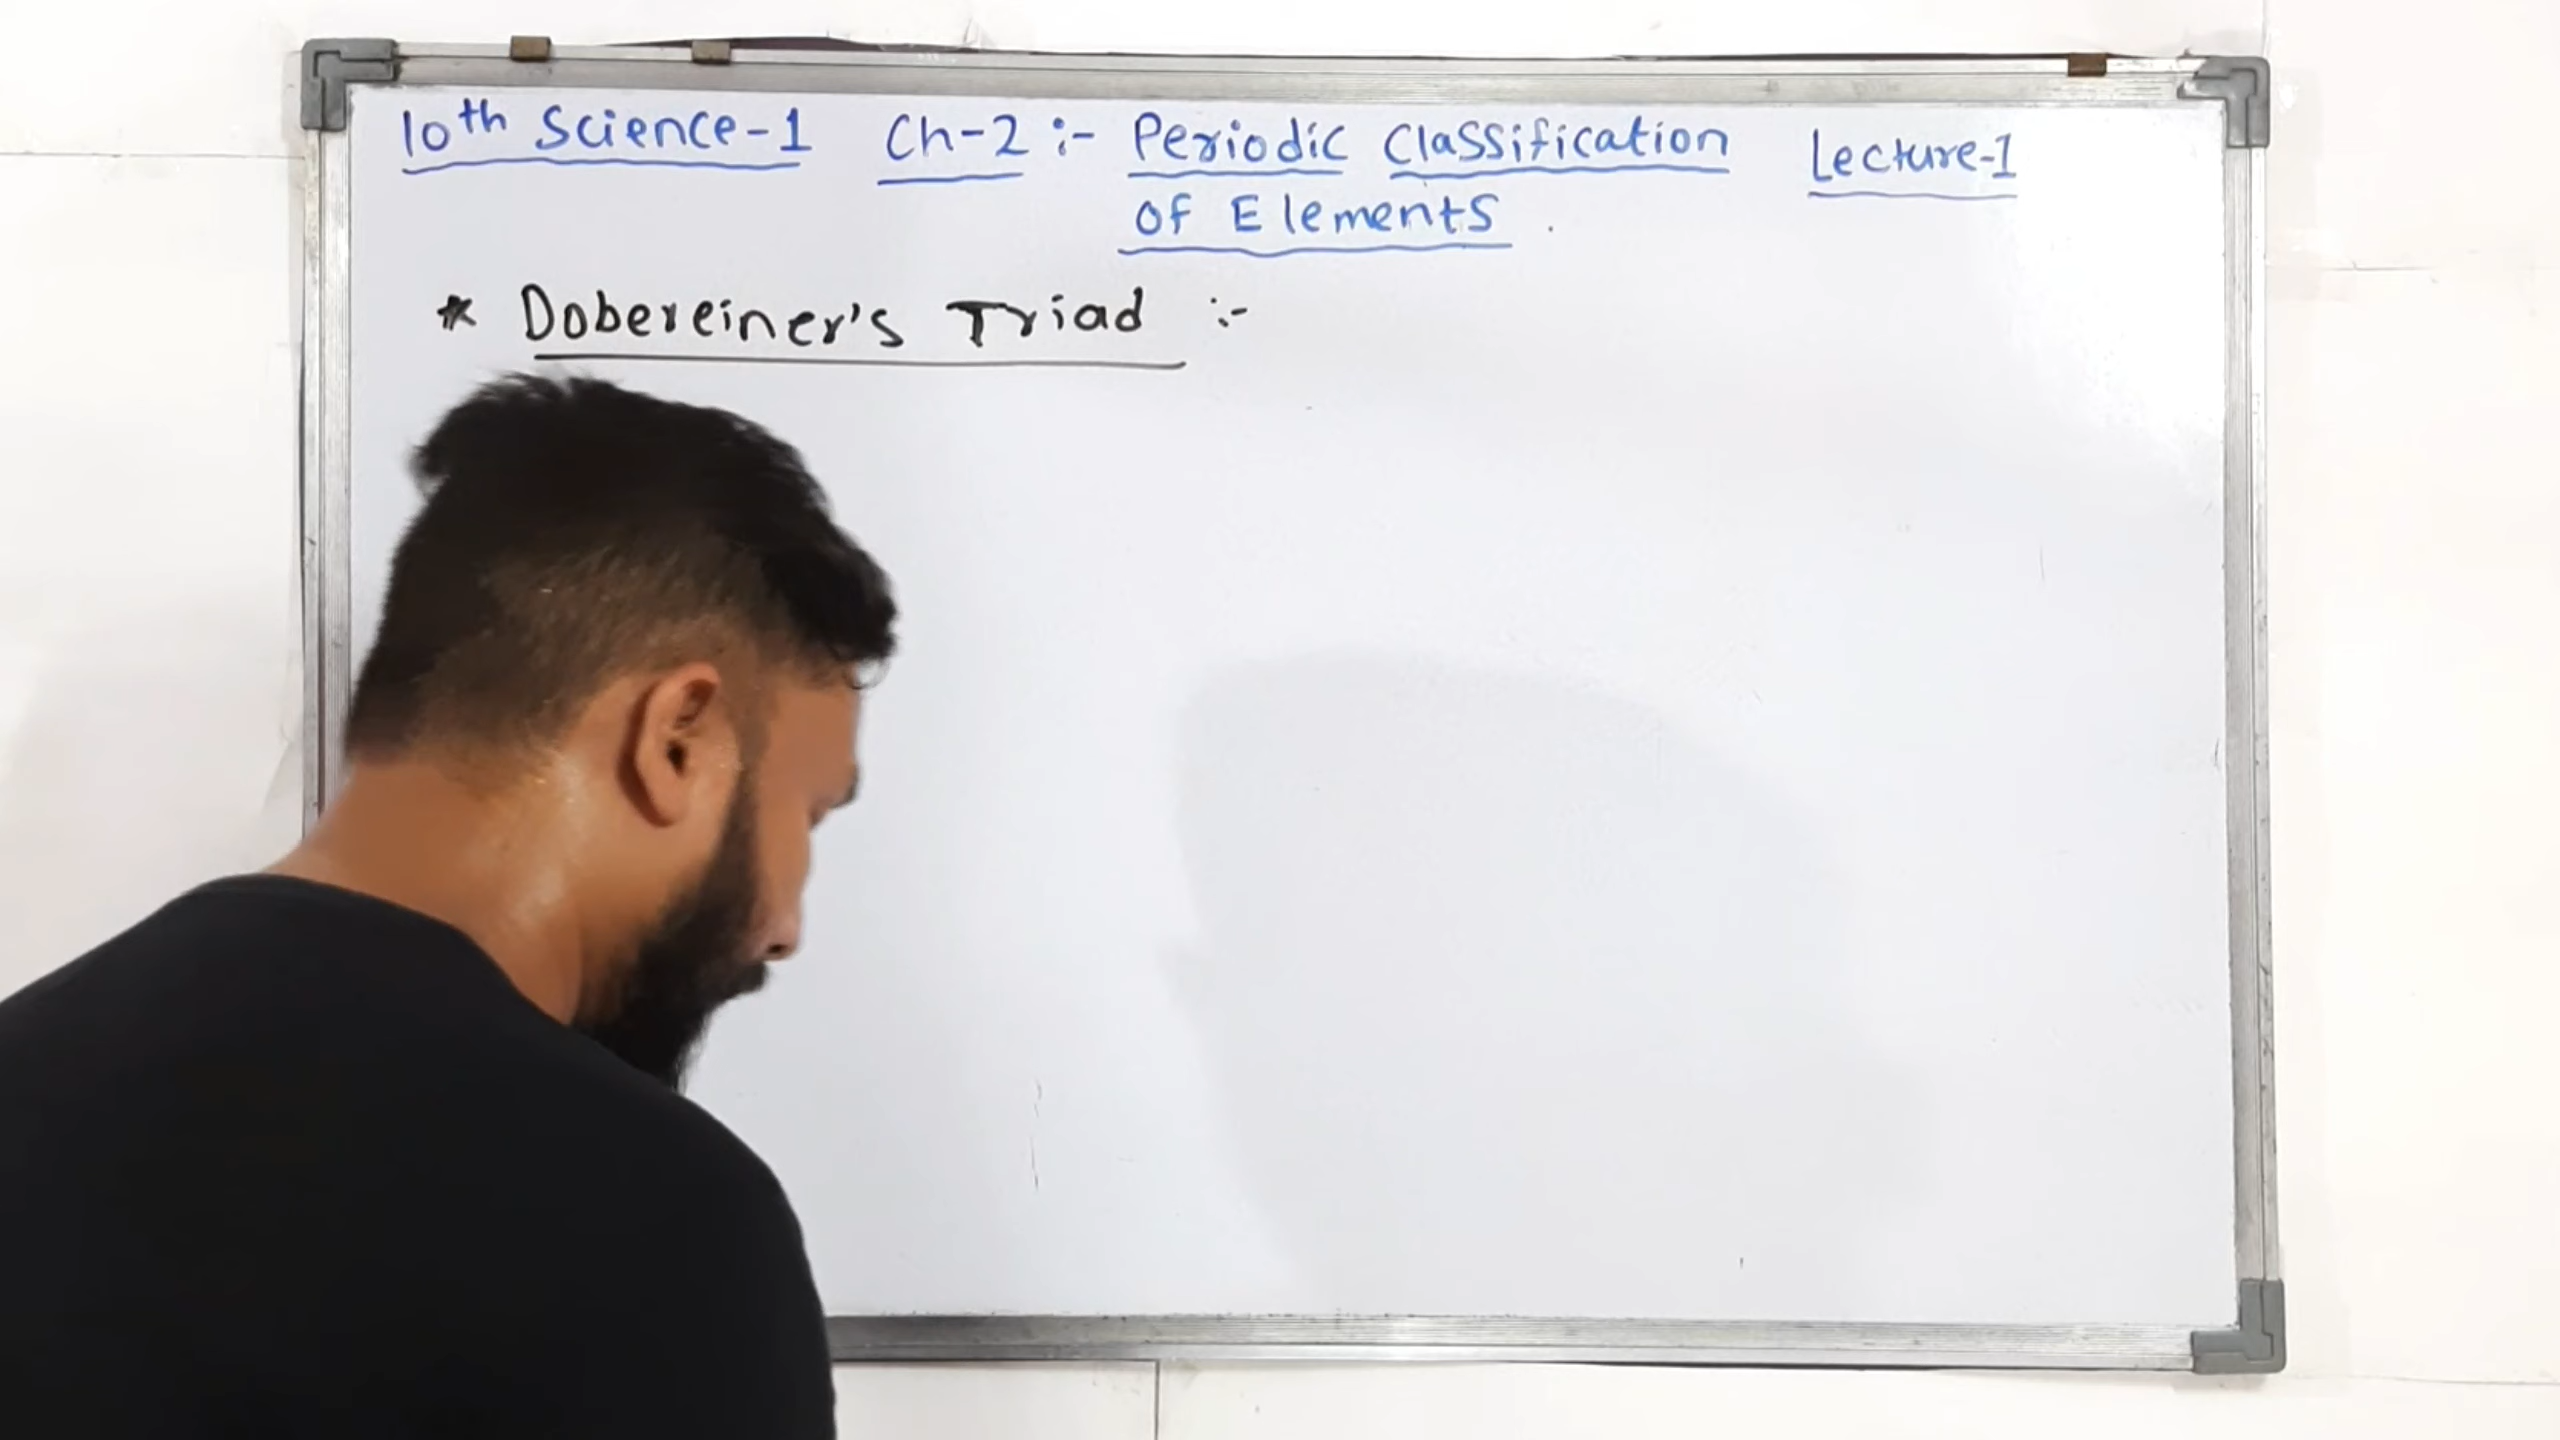 10th Science-1 Ch-2 :- Periodic Classification Lecture-1
of Elements .
* Dobereiner's Triad :-